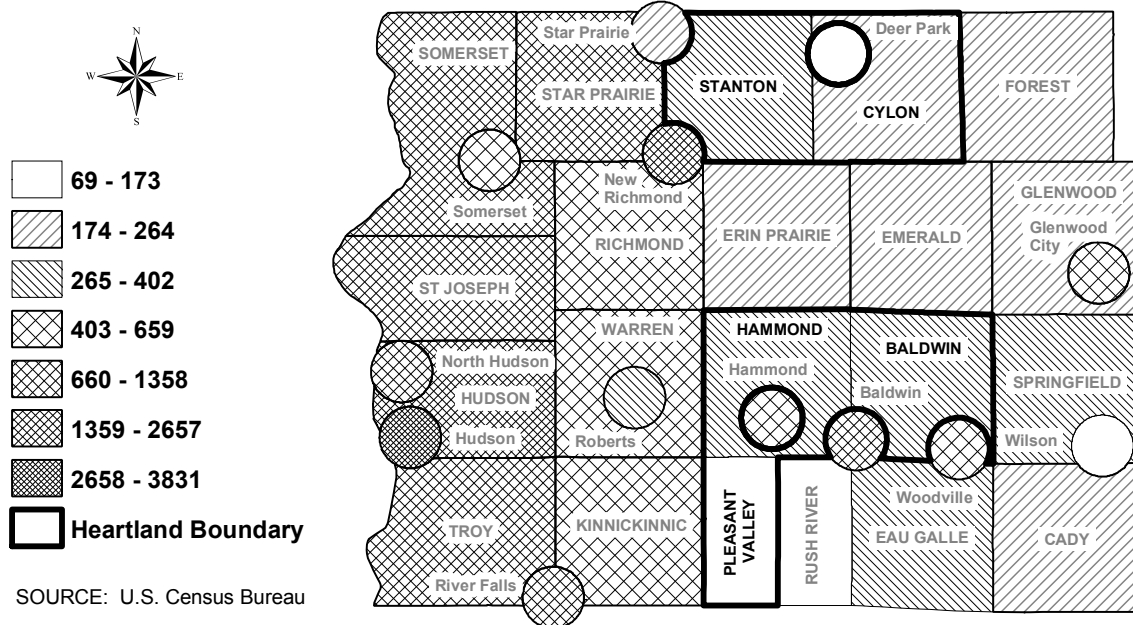 N
W
E
S
69 - 173
174 - 264
265 - 402
403 - 659
660 - 1358
1359 - 2657
2658 - 3831
Heartland Boundary
SOURCE: U.S. Census Bureau
Star Prairie
Deer Park
SOMERSET
STAR PRAIRIE
STANTON
CYLON
FOREST
New
Richmond
Somerset
RICHMOND
ERIN PRAIRIE
EMERALD
GLENWOOD
Glenwood
City
ST JOSEPH
WARREN
HAMMOND
BALDWIN
North Hudson
HUDSON
Hudson
Roberts
Hammond
Baldwin
SPRINGFIELD
Wilson
TROY
KINNICKINNIC
PLEASANT
VALLEY
RUSH RIVER
Woodville
EAU GALLE
CADY
River Falls